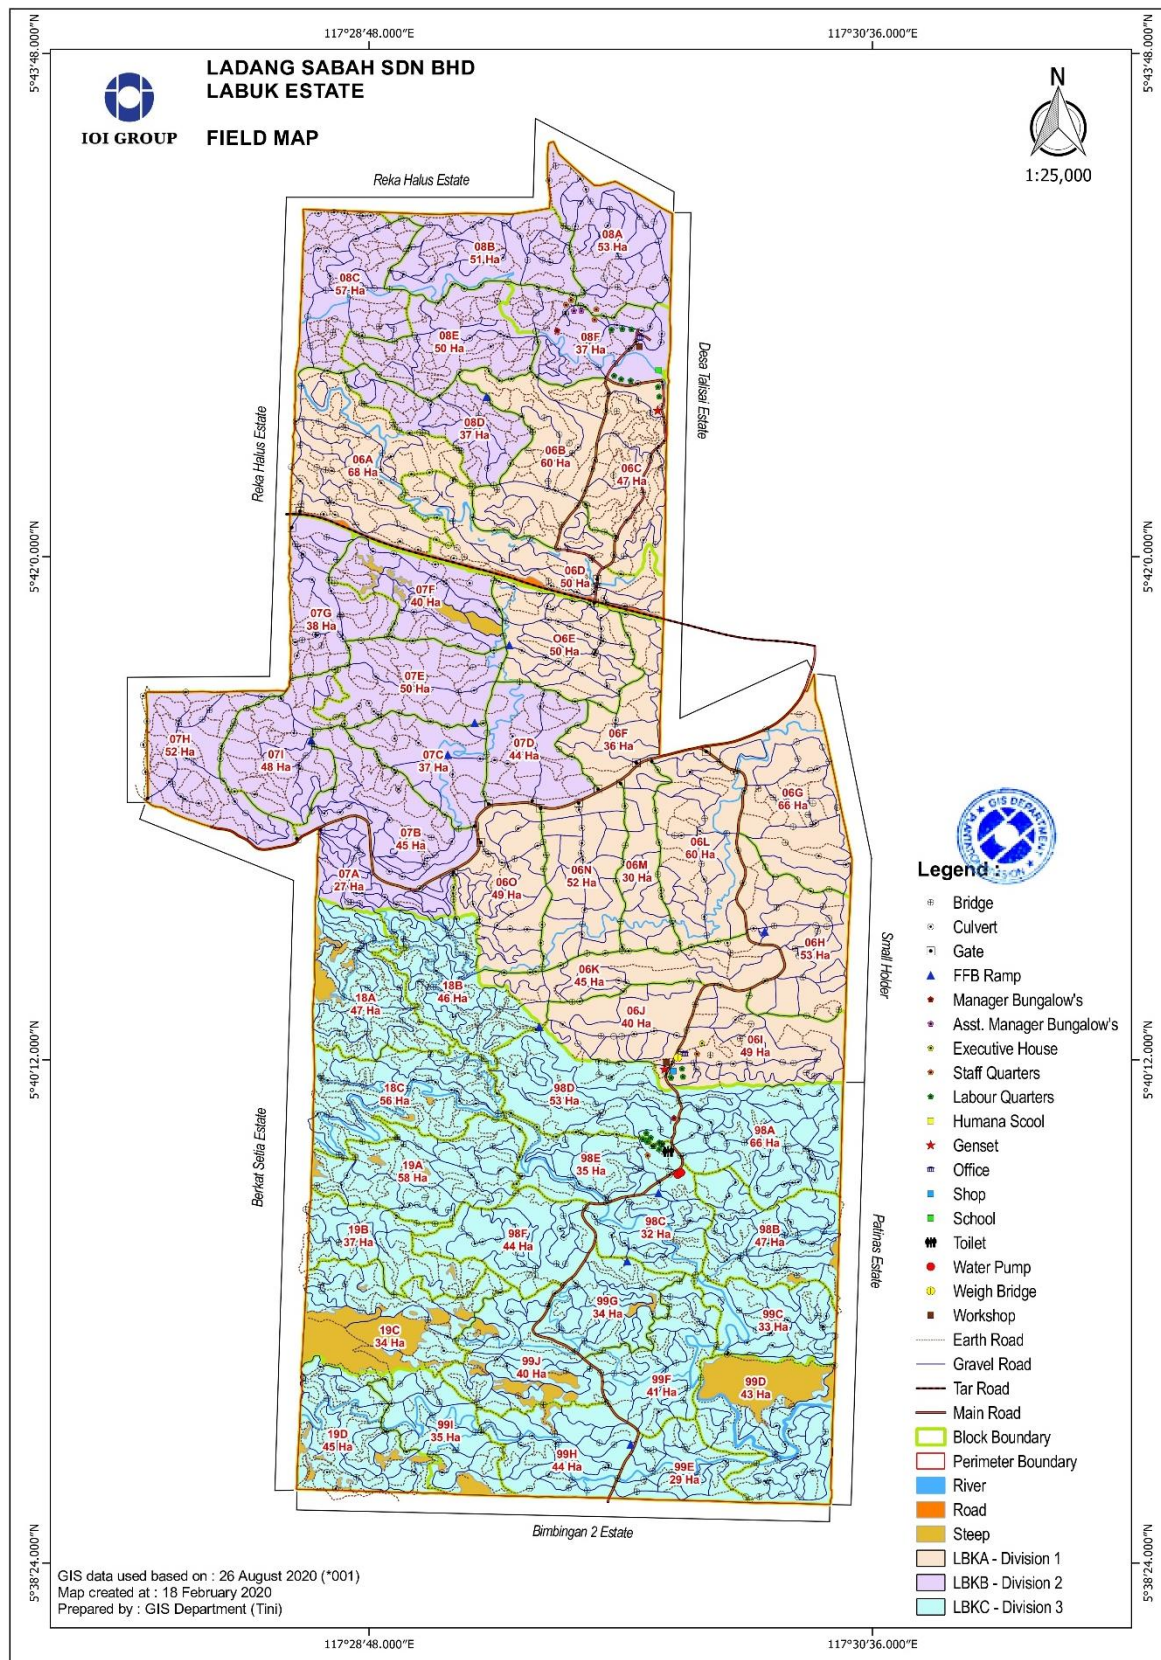 117°28'48.000"E
117°30'36.000"E
5°43'48.000"N
5°43'48.000"N
LADANG SABAH SDN BHD
LABUK ESTATE
IOI GROUP
FIELD MAP
N
1:25,000
Reka Halus Estate
08A
53 Ha
08B
51 Ha
08C
57 Ha
08E
50 Ha
08F
37 Ha
Desa Talisai Estate
08D
37 Ha
Reka Halus Estate
06B
60 Ha
06A
68 Ha
06C
47 Ha
5°42'0.000"N
5°42'0.000"N
06D
50 Ha
07F
40 Ha
07G
38 Ha
O6E
50 Ha
07E
50 Ha
07H
52 Ha
07I
48 Ha
07C
37 Ha
07D
44 Ha
06F
36 Ha
06G
66 Ha
07B
45 Ha
06L
60 Ha
07A
27 Ha
06O
49 Ha
06N
52 Ha
06M
30 Ha
06H
53 Ha
Small Holder
06K
45 Ha
18A
47 Ha
18B
46 Ha
06J
40 Ha
06I
49 Ha
5°40'12.000"N
5°40'12.000"N
18C
56 Ha
98D
53 Ha
98A
66 Ha
Berkat Setia Estate
19A
58 Ha
98E
35 Ha
19B
37 Ha
98F
44 Ha
98C
32 Ha
98B
47 Ha
Patinas Estate
99G
34 Ha
99C
33 Ha
19C
34 Ha
99J
40 Ha
99F
41 Ha
99D
43 Ha
19D
45 Ha
99I
35 Ha
99H
44 Ha
99E
29 Ha
Bimbingan 2 Estate
GIS DEPARTMENT
Legend :
Bridge
Culvert
Gate
FFB Ramp
Manager Bungalow's
Asst. Manager Bungalow's
Executive House
Staff Quarters
Labour Quarters
Humana Scool
Genset
Office
Shop
School
Toilet
Water Pump
Weigh Bridge
Workshop
Earth Road
Gravel Road
Tar Road
Main Road
Block Boundary
Perimeter Boundary
River
Road
Steep
LBKA - Division 1
LBKB - Division 2
LBKC - Division 3
5°38'24.000"N
5°38'24.000"N
GIS data used based on : 26 August 2020 (*001)
Map created at : 18 February 2020
Prepared by : GIS Department (Tini)
117°28'48.000"E
117°30'36.000"E